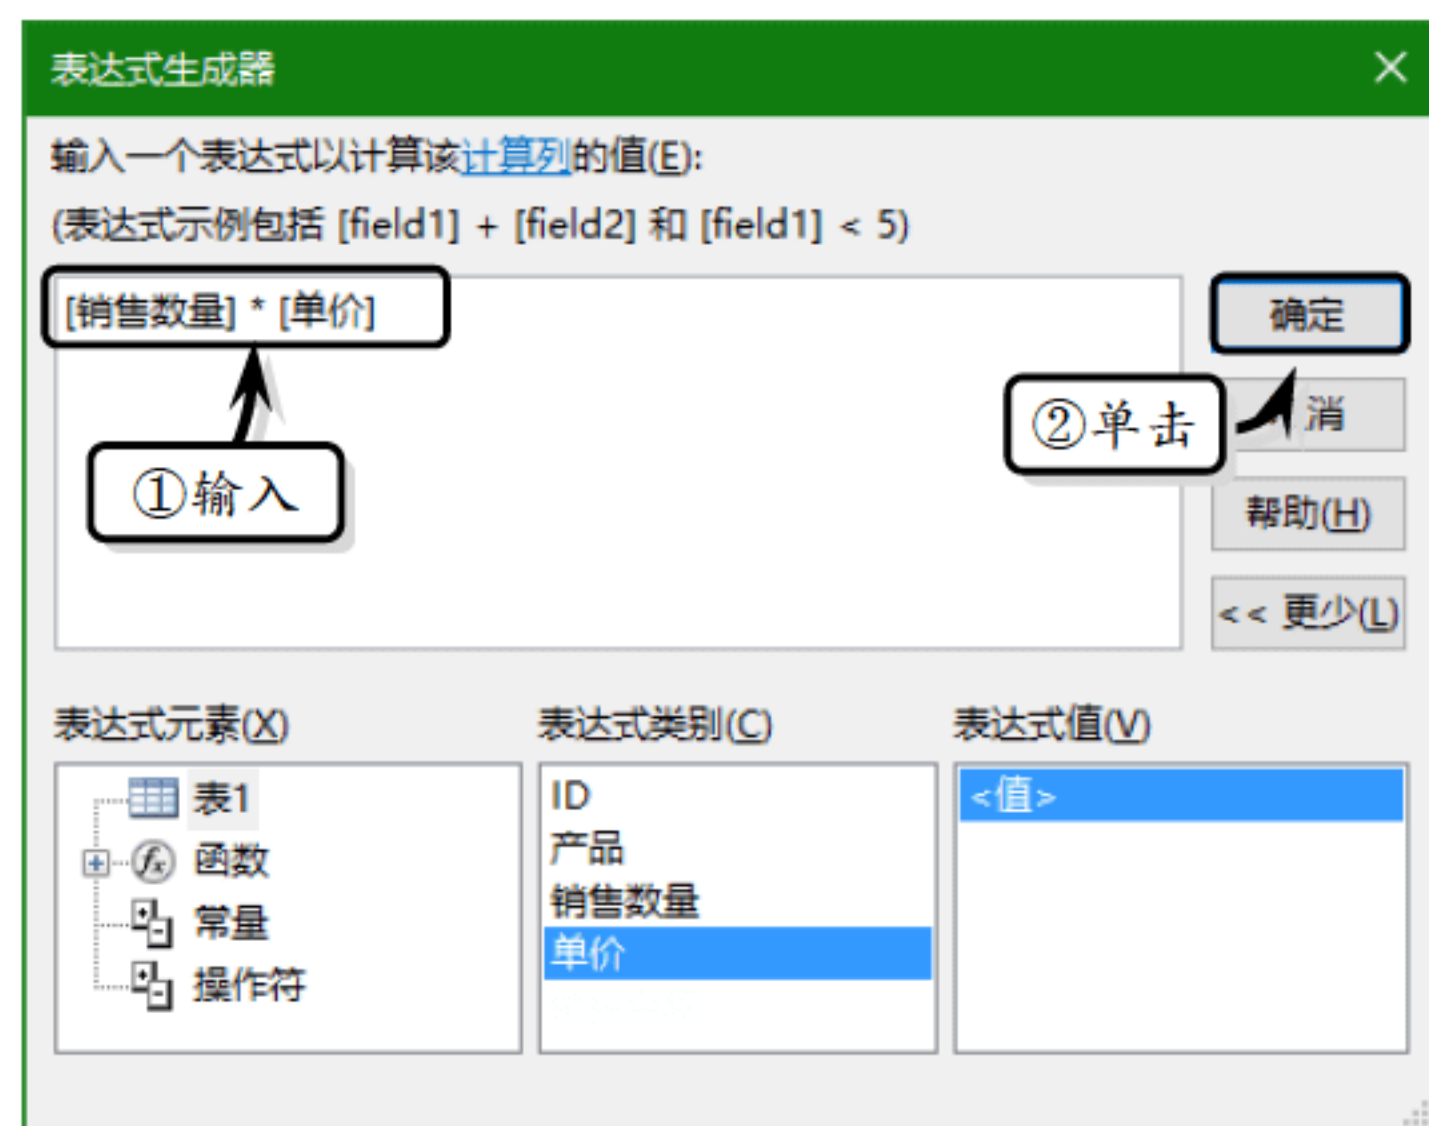 表达式生成器
输入一个表达式以计算该计算列的值(E):
(表达式示例包括 [field1] + [field2] 和 [field1] < 5)
[销售数量] * [单价]
确定
①输入
②单击
消
帮助(H)
<< 更少(L)
表达式元素(X)
表达式类别(C)
表达式值(V)
表1
函数
常量
操作符
ID
产品
销售数量
单价
<值>